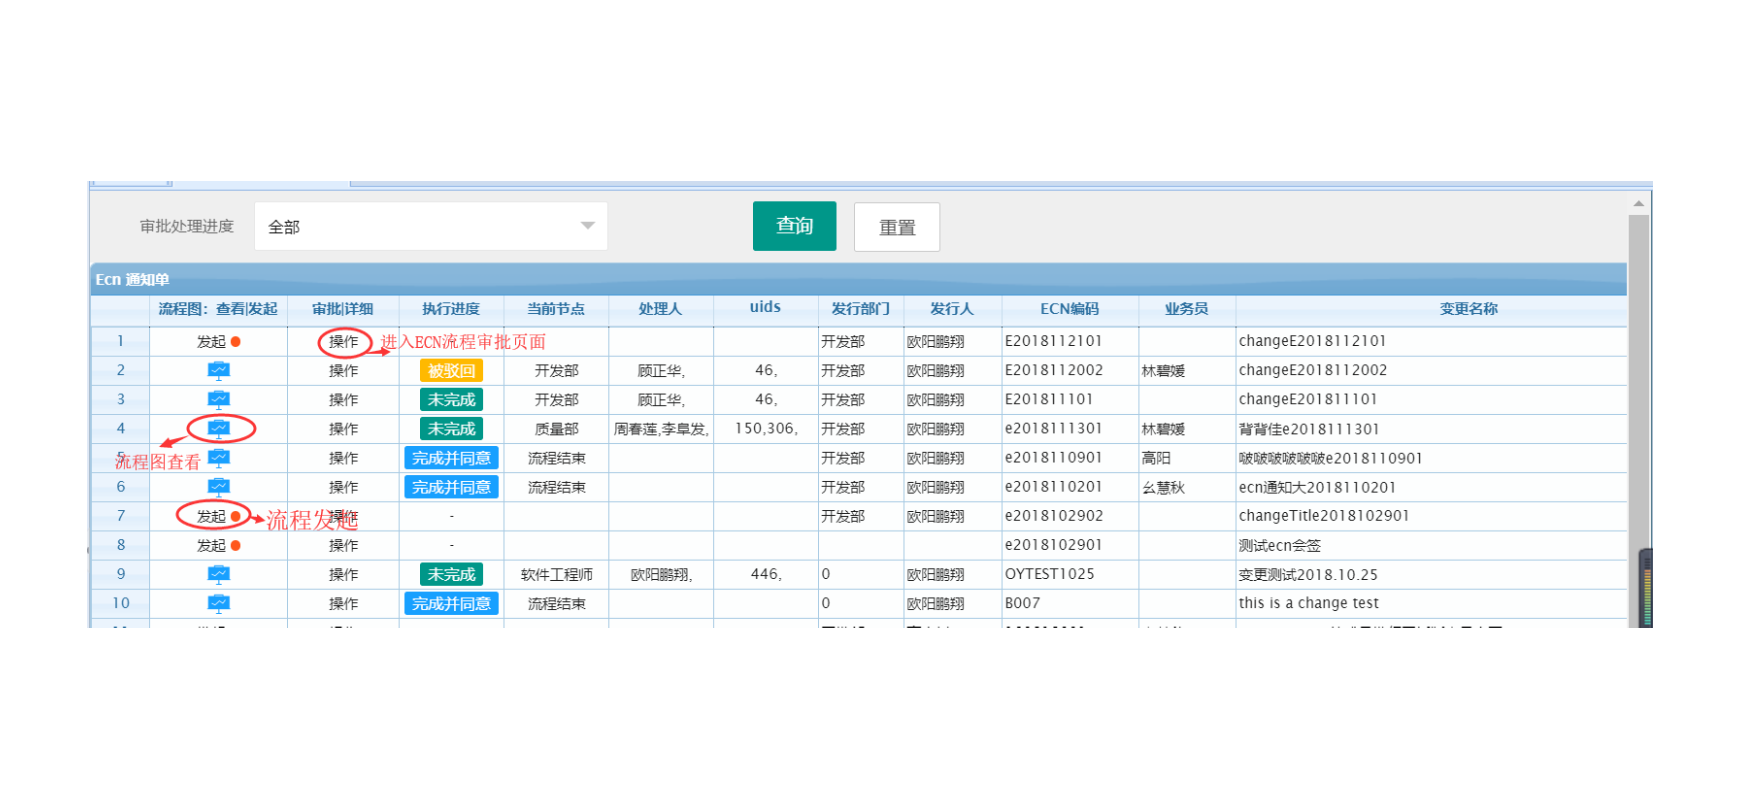 审批处理进度 全部 查询 重置
Ecn 通知单
流程图：查看|发起 审批|详细 执行进度 当前节点 处理人 uids 发行部门 发行人 ECN编码 业务员 变更名称
1 发起 操作 进入ECN流程审批页面 开发部 欧阳鹏翔 E2018112101 changeE2018112101
2 操作 被驳回 开发部 顾正华, 46, 开发部 欧阳鹏翔 E2018112002 林碧媛 changeE2018112002
3 操作 未完成 开发部 顾正华, 46, 开发部 欧阳鹏翔 E201811101 changeE201811101
4 操作 未完成 质量部 周春莲,李阜发, 150,306, 开发部 欧阳鹏翔 e2018111301 林碧媛 背背佳e2018111301
5 流程图查看 操作 完成并同意 流程结束 开发部 欧阳鹏翔 e2018110901 高阳 啵啵啵啵啵啵e2018110901
6 操作 完成并同意 流程结束 开发部 欧阳鹏翔 e2018110201 幺慧秋 ecn通知大2018110201
7 发起 流程发起 操作 - 开发部 欧阳鹏翔 e2018102902 changeTitle2018102901
8 发起 操作 - e2018102901 测试ecn会签
9 操作 未完成 软件工程师 欧阳鹏翔, 446, 0 欧阳鹏翔 OYTEST1025 变更测试2018.10.25
10 操作 完成并同意 流程结束 0 欧阳鹏翔 B007 this is a change test